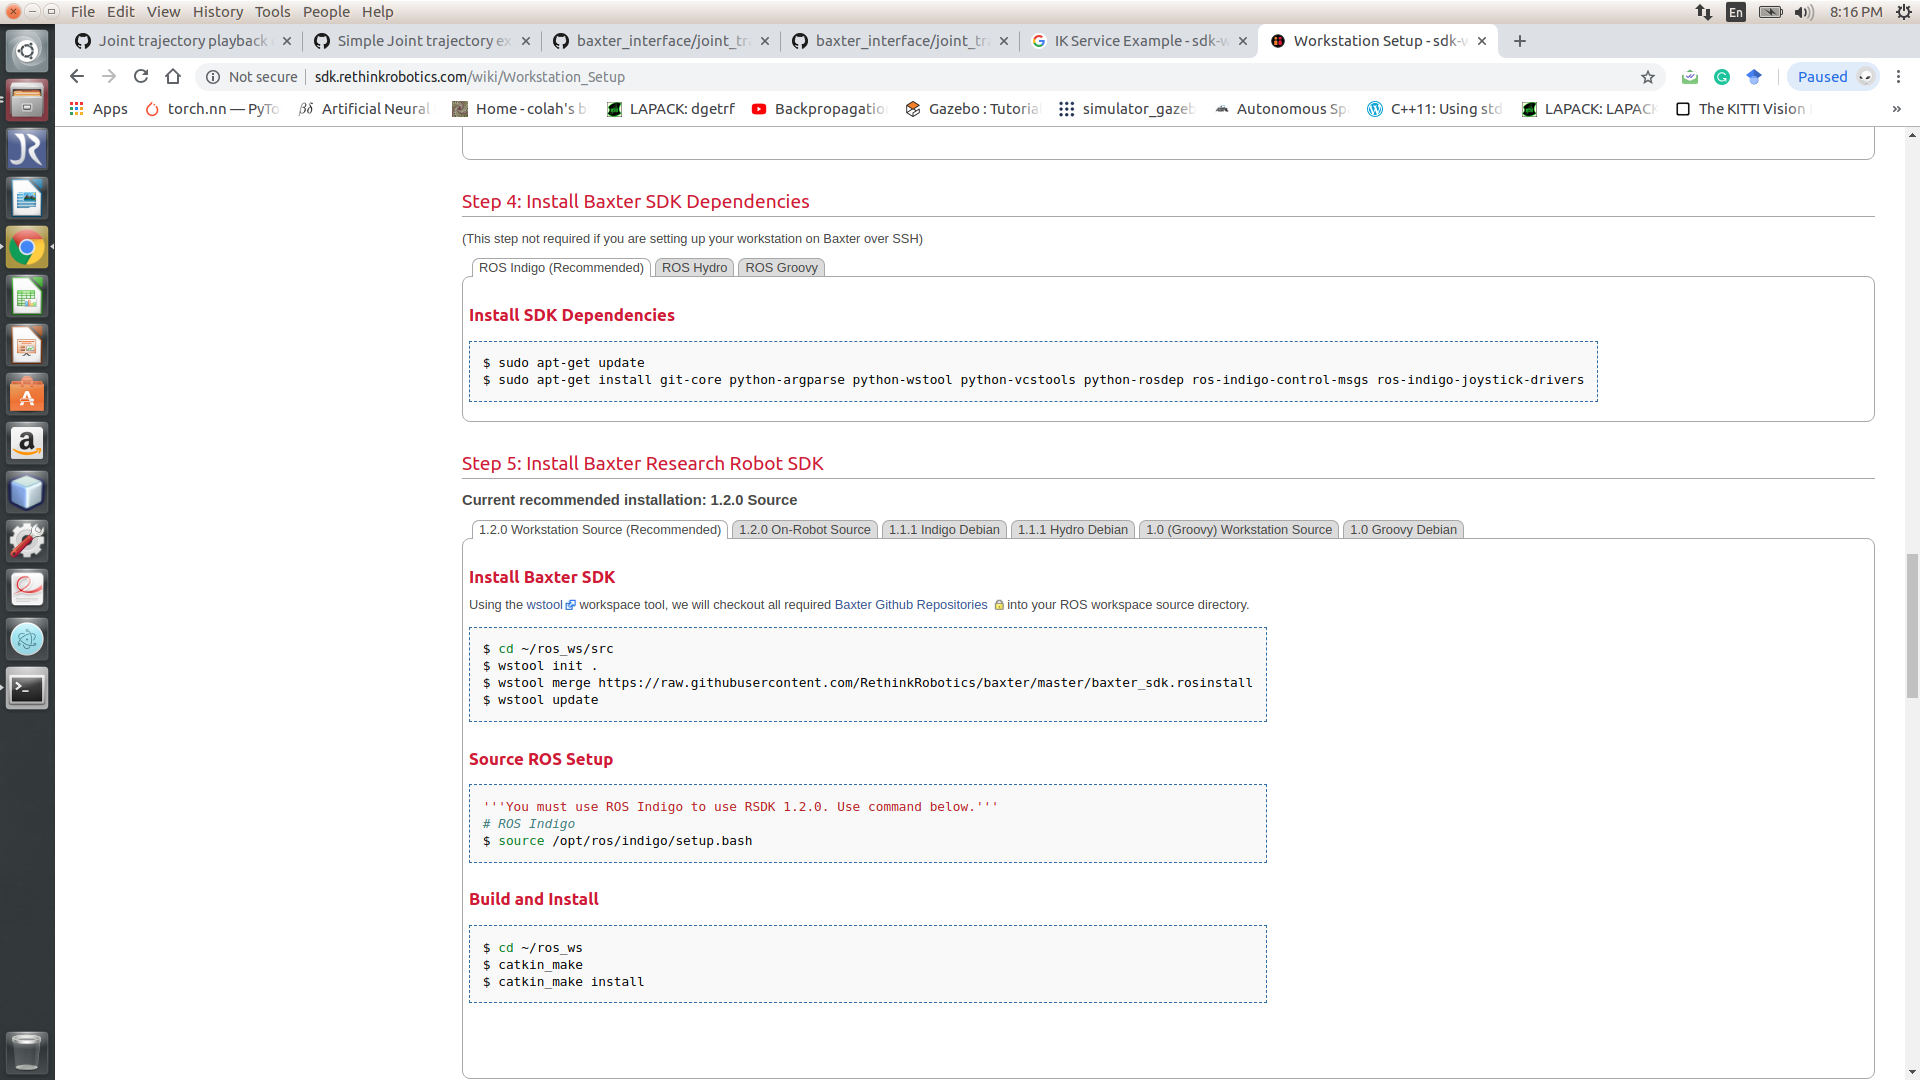 File Edit View History Tools People Help
En 8:16 PM
Joint trajectory playback
Simple Joint trajectory ex
baxter_interface/joint_tra
baxter_interface/joint_tra
IK Service Example - sdk-w
Workstation Setup - sdk-w
Not secure sdk.rethinkrobotics.com/wiki/Workstation_Setup
Paused
Apps
torch.nn — PyTo
βδ Artificial Neural
Home - colah's b
LAPACK: dgetrf
Backpropagatio
Gazebo : Tutoria
simulator_gazeb
Autonomous Sp
C++11: Using std
LAPACK: LAPACK
The KITTI Vision
»
Step 4: Install Baxter SDK Dependencies
(This step not required if you are setting up your workstation on Baxter over SSH)
ROS Indigo (Recommended) ROS Hydro ROS Groovy
Install SDK Dependencies
$ sudo apt-get update
$ sudo apt-get install git-core python-argparse python-wstool python-vcstools python-rosdep ros-indigo-control-msgs ros-indigo-joystick-drivers
Step 5: Install Baxter Research Robot SDK
Current recommended installation: 1.2.0 Source
1.2.0 Workstation Source (Recommended) 1.2.0 On-Robot Source 1.1.1 Indigo Debian 1.1.1 Hydro Debian 1.0 (Groovy) Workstation Source 1.0 Groovy Debian
Install Baxter SDK
Using the wstool workspace tool, we will checkout all required Baxter Github Repositories into your ROS workspace source directory.
$ cd ~/ros_ws/src
$ wstool init .
$ wstool merge https://raw.githubusercontent.com/RethinkRobotics/baxter/master/baxter_sdk.rosinstall
$ wstool update
Source ROS Setup
'''You must use ROS Indigo to use RSDK 1.2.0. Use command below.'''
# ROS Indigo
$ source /opt/ros/indigo/setup.bash
Build and Install
$ cd ~/ros_ws
$ catkin_make
$ catkin_make install